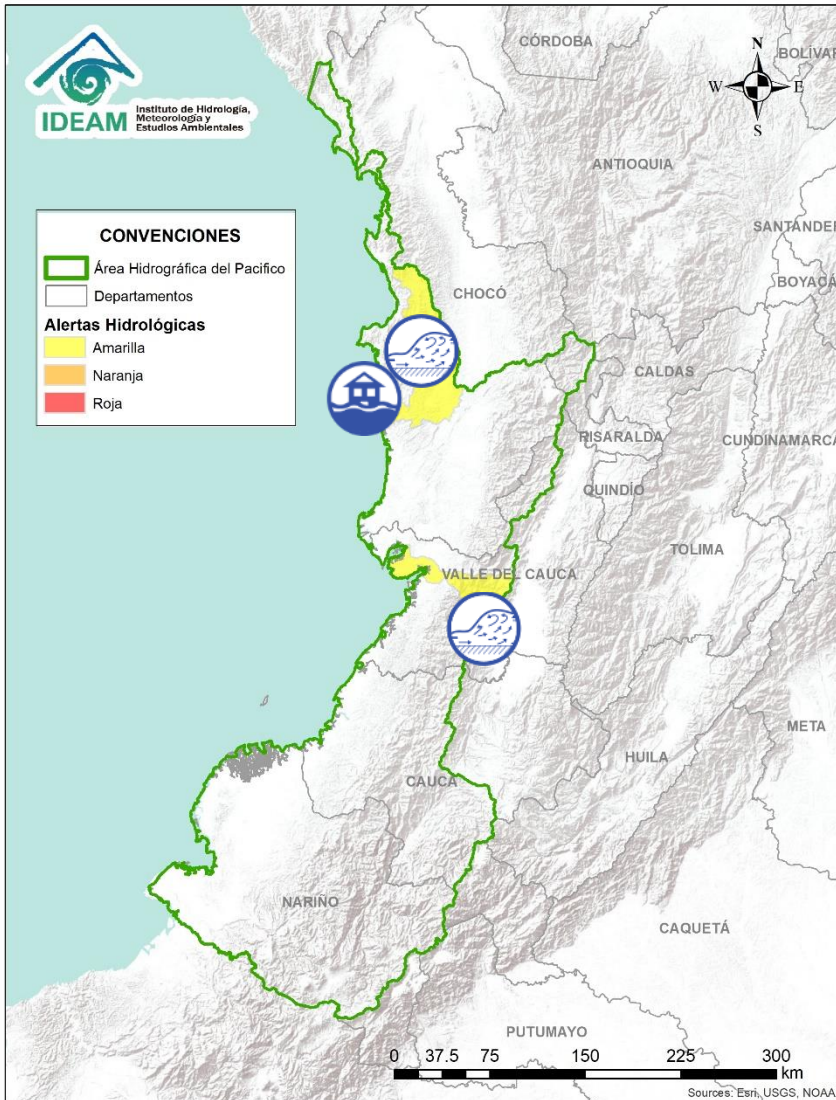 IDEAM
Instituto de Hidrología,
Meteorología y
Estudios Ambientales
CÓRDOBA
BOLÍVAR
N
W
E
S
ANTIOQUIA
SANTANDER
BOYACÁ
CONVENCIONES
Área Hidrográfica del Pacifico
Departamentos
Alertas Hidrológicas
Amarilla
Naranja
Roja
CHOCÓ
CALDAS
RISARALDA
CUNDINAMARCA
QUINDÍO
TOLIMA
VALLE DEL CAUCA
META
HUILA
CAUCA
NARIÑO
CAQUETÁ
PUTUMAYO
0 37.5 75 150 225 300
km
Sources: Esri, USGS, NOAA